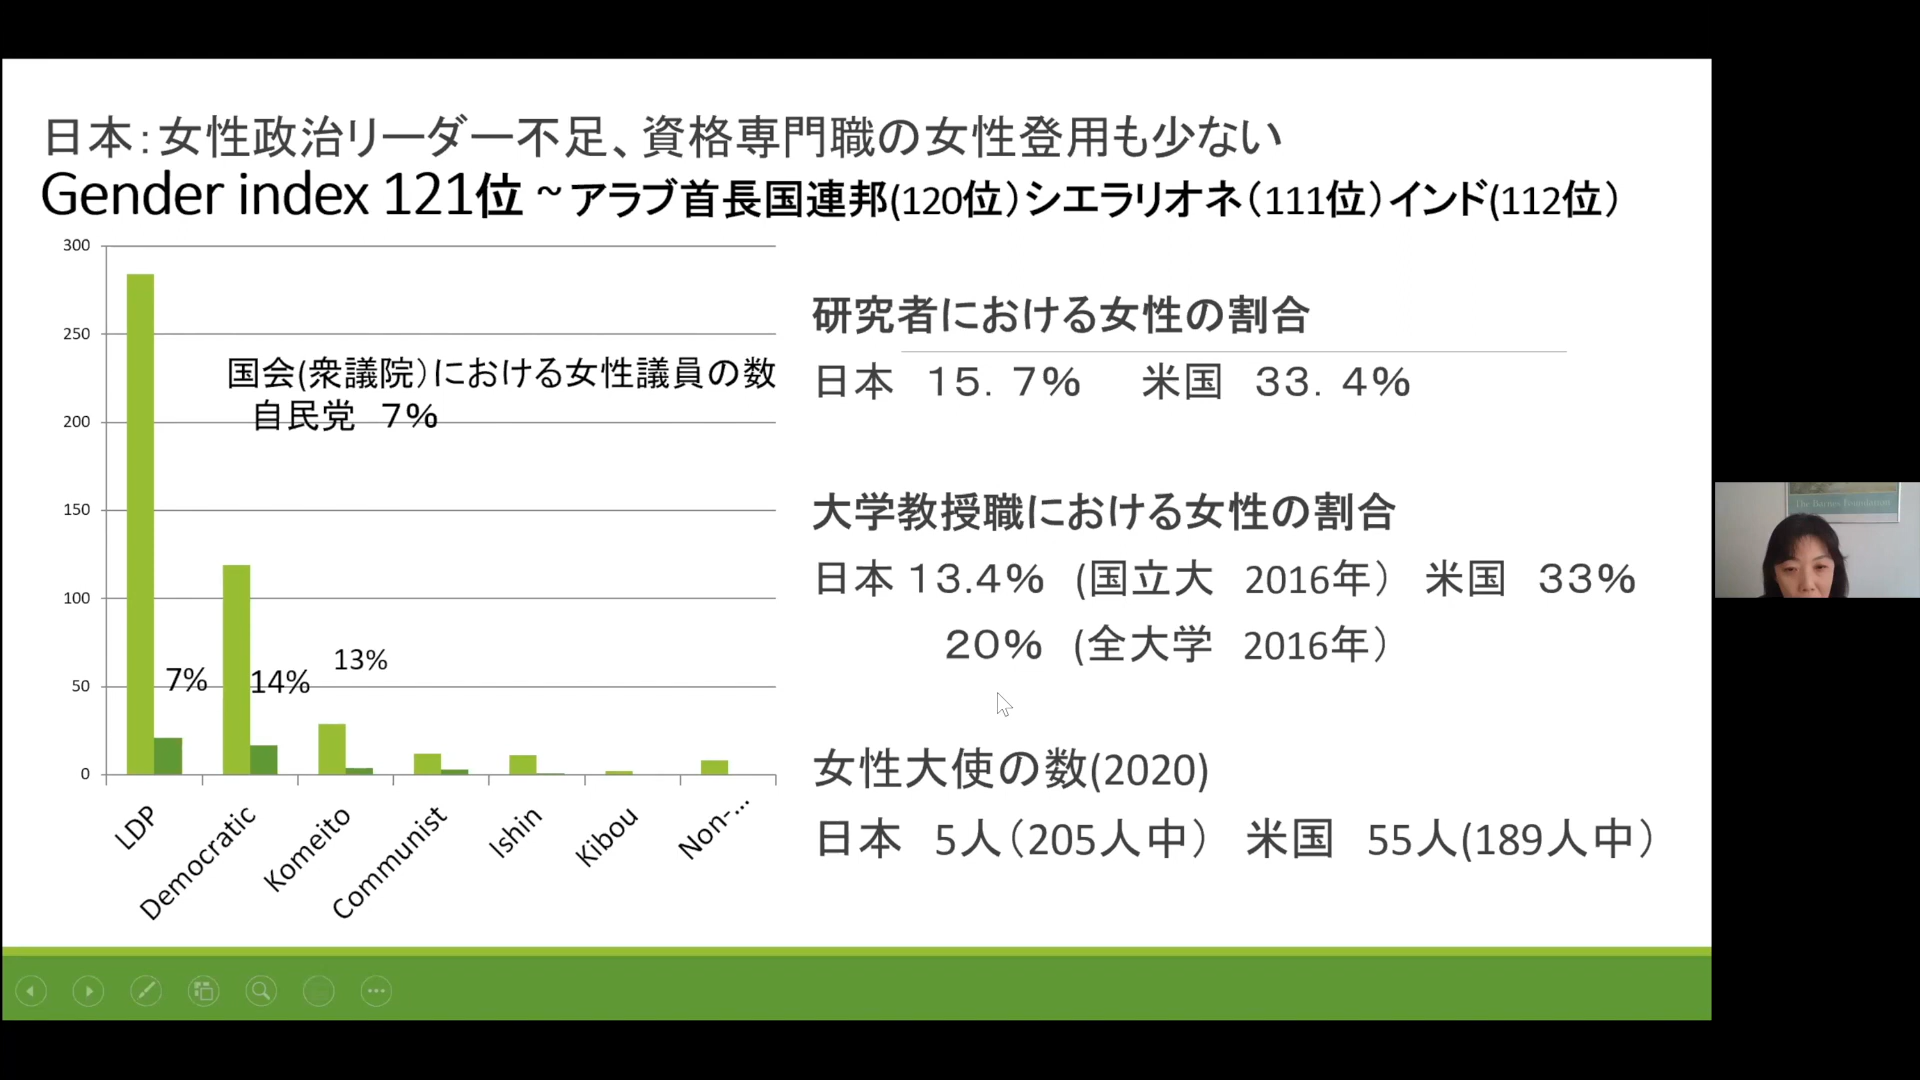 日本：女性政治リーダー不足、資格専門職の女性登用も少ない
Gender index 121位 ~ アラブ首長国連邦(120位）シエラリオネ（111位）インド(112位）
300
250
200
150
100
50
0
国会(衆議院）における女性議員の数
自民党　７％
7%
14%
13%
LDP
Democratic
Komeito
Communist
Ishin
Kibou
Non-...
研究者における女性の割合
日本　１５．７％　米国　３３．４％
大学教授職における女性の割合
日本 １３.４％　(国立大　2016年）　米国　３３％
２０％　(全大学　2016年）
女性大使の数(2020)
日本　5人（205人中）　米国　55人(189人中）
The Barnes Foundation